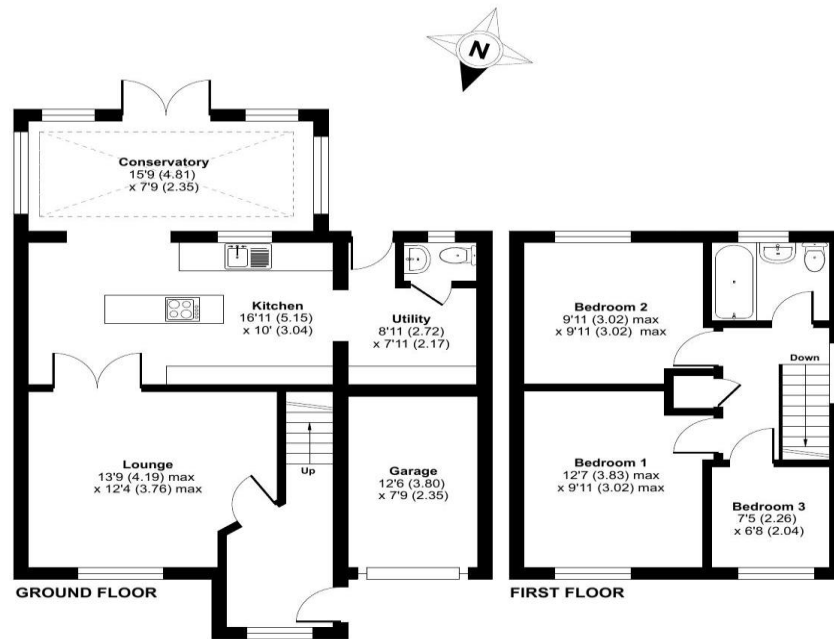 N
Conservatory
15'9 (4.81)
x 7'9 (2.35)
Kitchen
16'11 (5.15)
x 10' (3.04)
Utility
8'11 (2.72)
x 7'11 (2.17)
Lounge
13'9 (4.19) max
x 12'4 (3.76) max
Up
Garage
12'6 (3.80)
x 7'9 (2.35)
GROUND FLOOR
Bedroom 2
9'11 (3.02) max
x 9'11 (3.02) max
Down
Bedroom 1
12'7 (3.83) max
x 9'11 (3.02) max
Bedroom 3
7'5 (2.26)
x 6'8 (2.04)
FIRST FLOOR